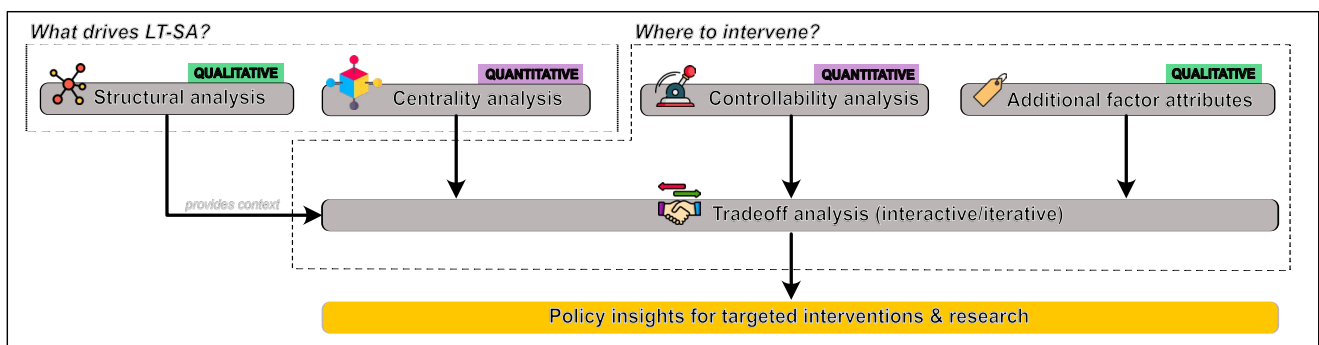 What drives LT-SA?
Where to intervene?
QUALITATIVE
Structural analysis
QUANTITATIVE
Centrality analysis
QUANTITATIVE
Controllability analysis
QUALITATIVE
Additional factor attributes
provides context
Tradeoff analysis (interactive/iterative)
Policy insights for targeted interventions & research